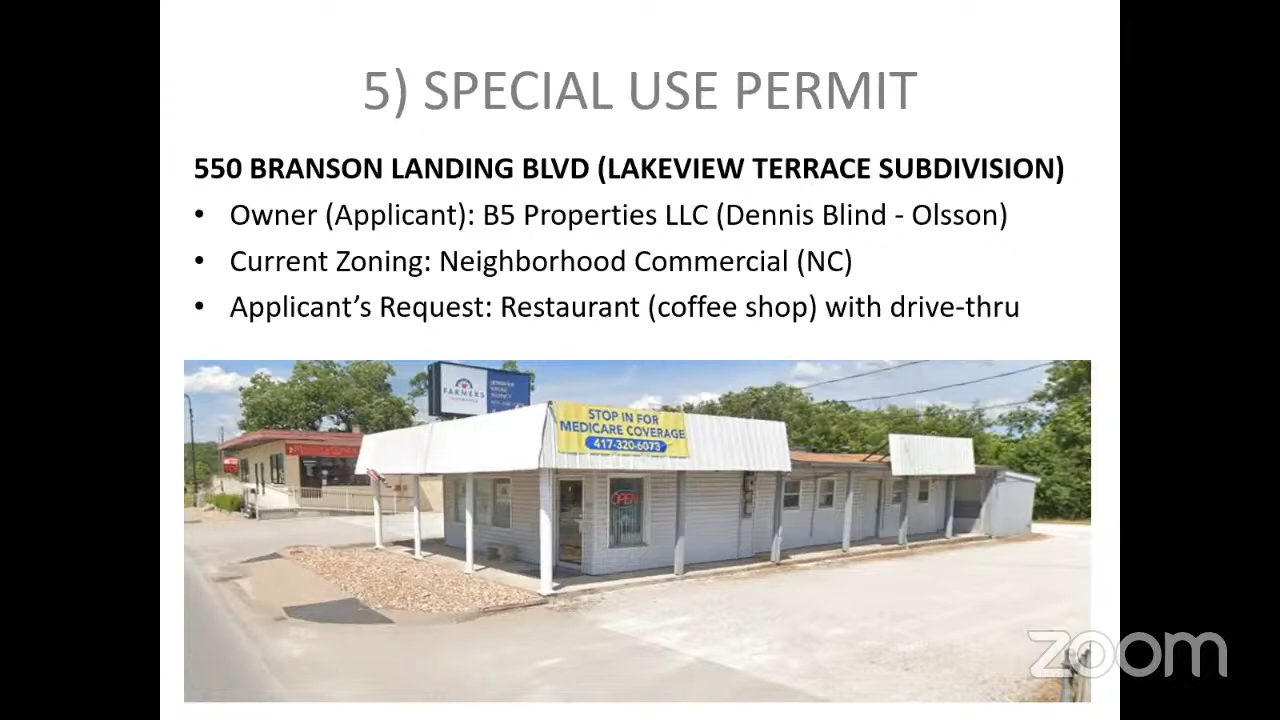 5) SPECIAL USE PERMIT
550 BRANSON LANDING BLVD (LAKEVIEW TERRACE SUBDIVISION)
• Owner (Applicant): B5 Properties LLC (Dennis Blind - Olsson)
• Current Zoning: Neighborhood Commercial (NC)
• Applicant's Request: Restaurant (coffee shop) with drive-thru
FARMERS
INSURANCE
STOP IN FOR
MEDICARE COVERAGE
417-320-6073
OPEN
zoom